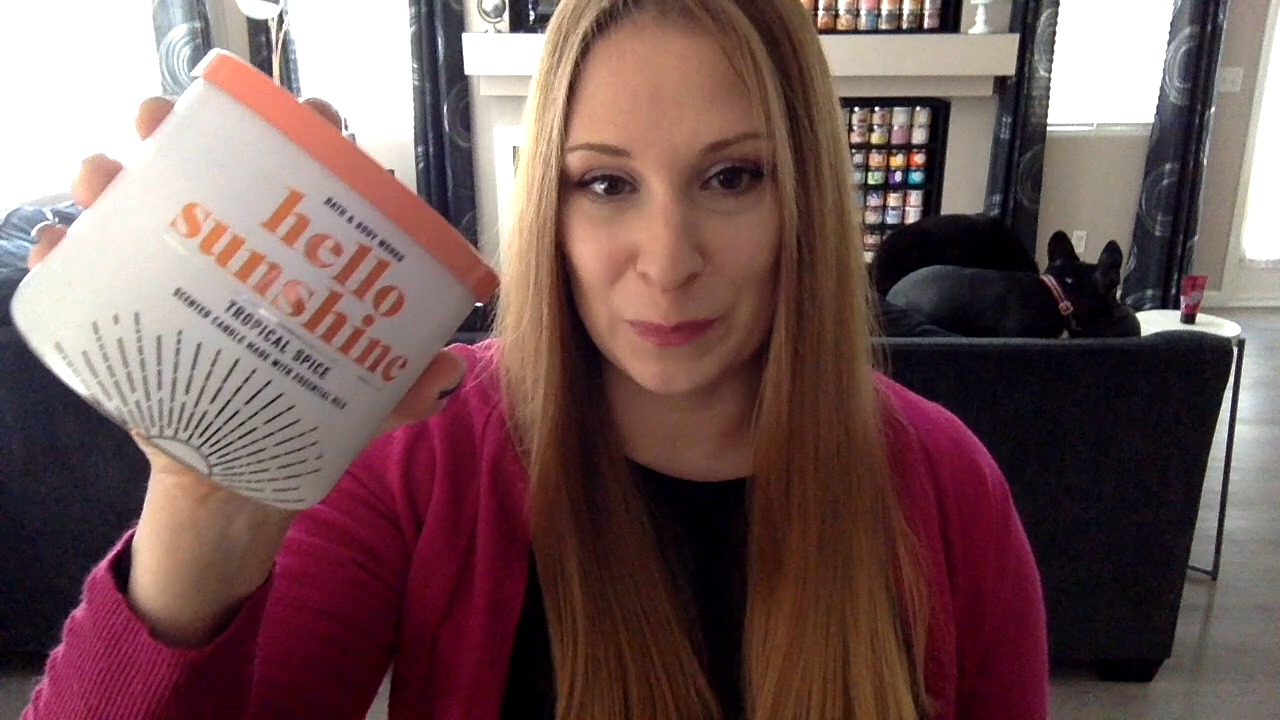 BATH & BODY WORKS
hello
sunshine
TROPICAL SPICE
SCENTED CANDLE MADE WITH ESSENTIAL OILS